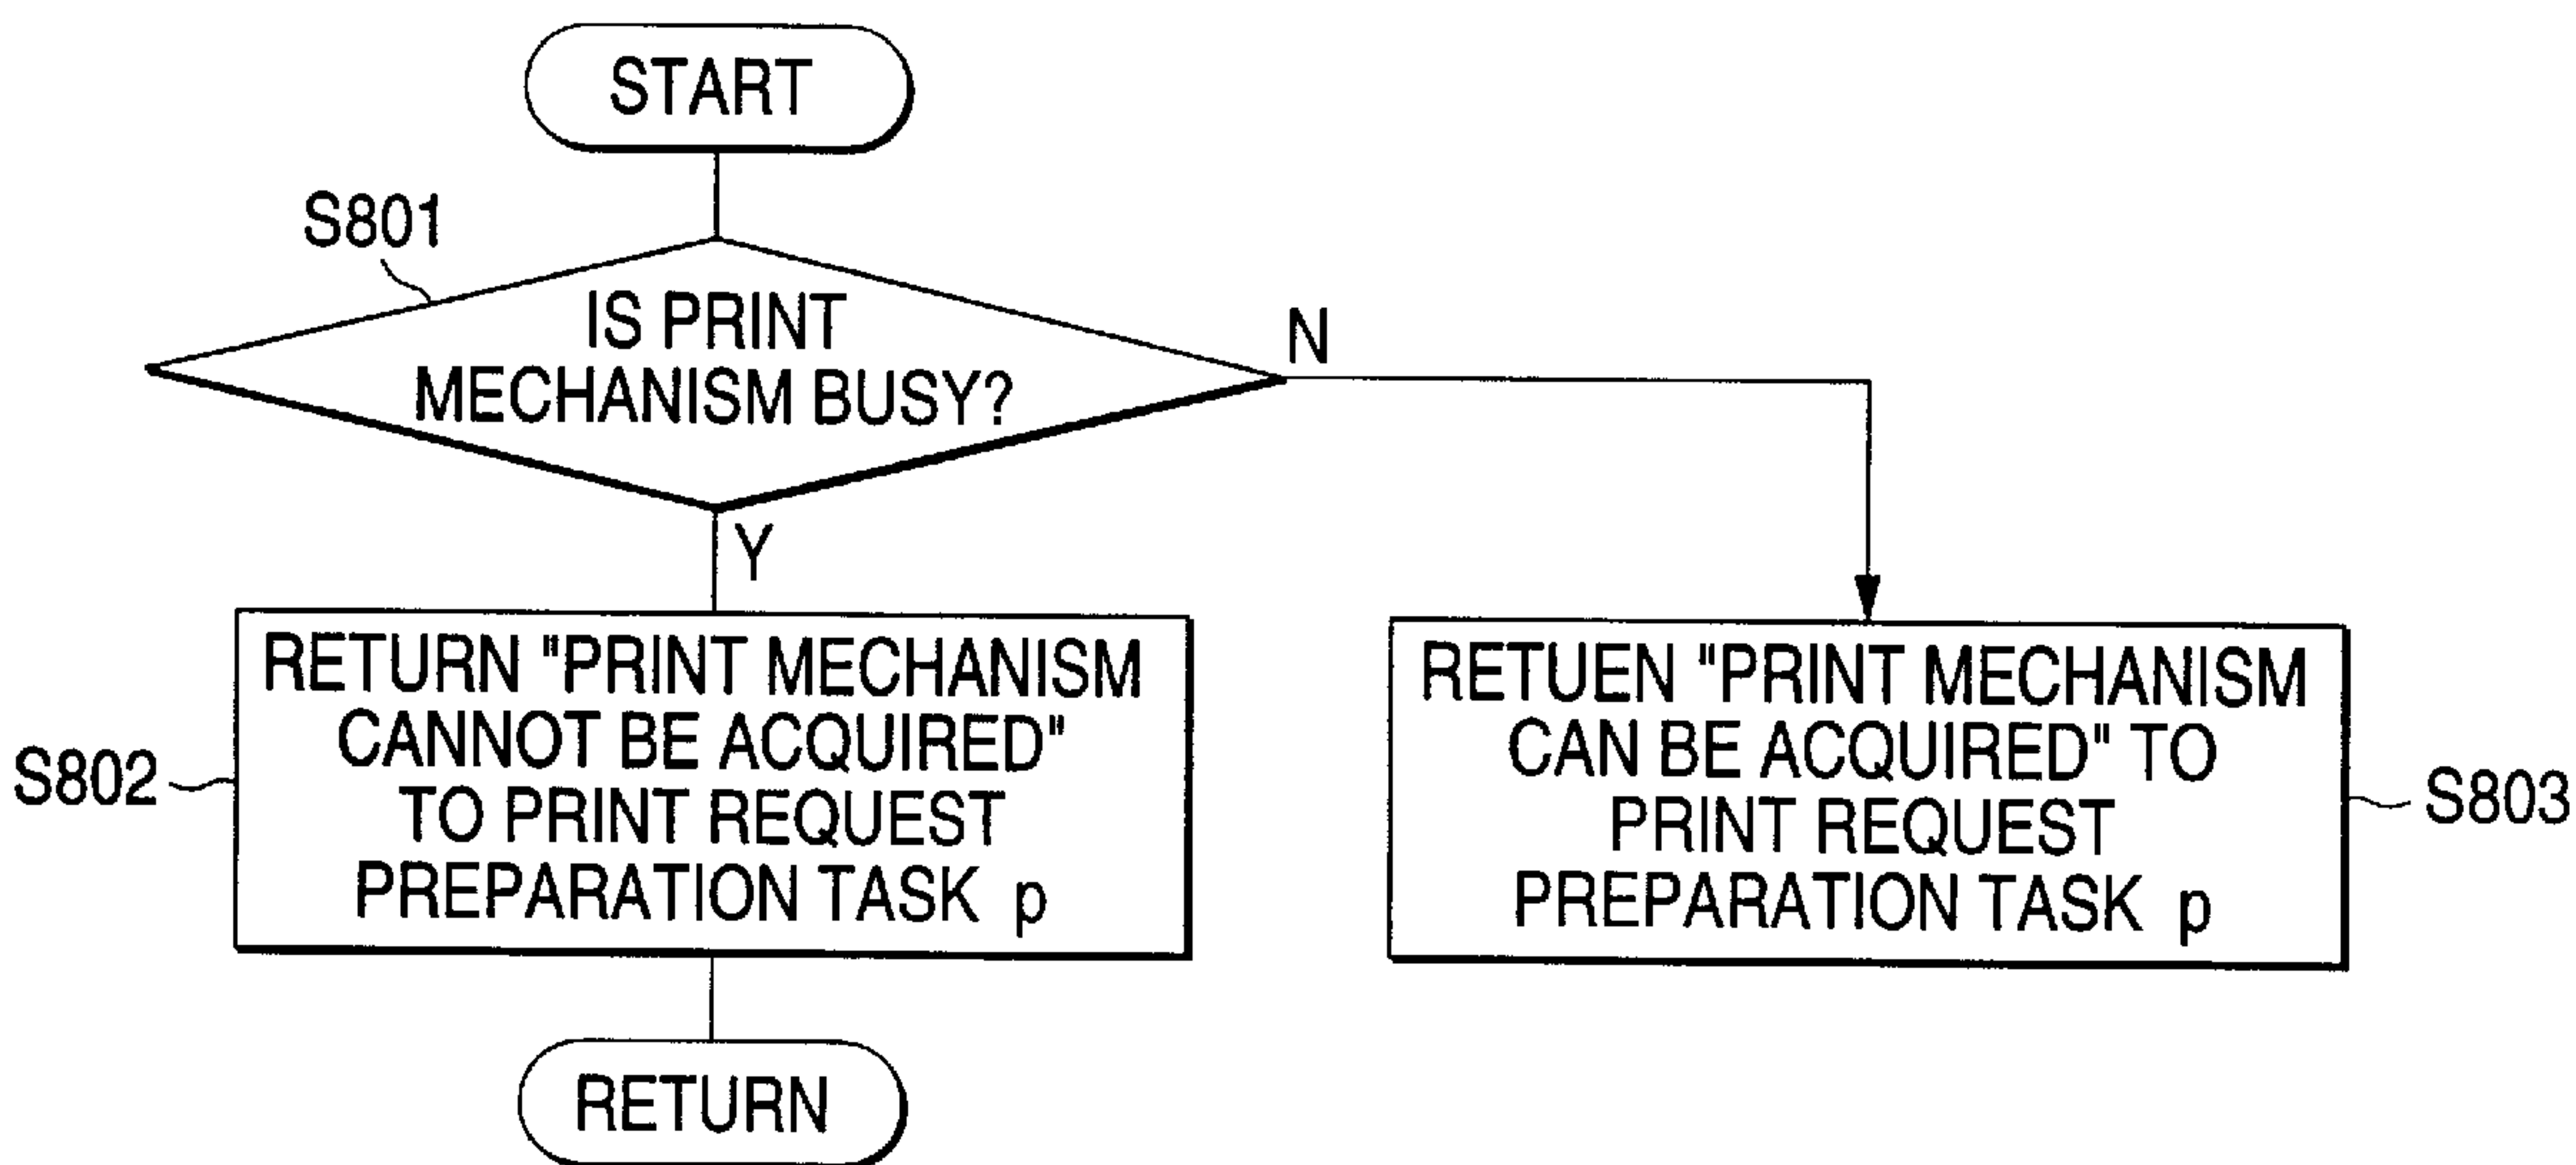 START
S801
IS PRINT
MECHANISM BUSY?
N
Y
RETURN "PRINT MECHANISM
CANNOT BE ACQUIRED"
TO PRINT REQUEST
PREPARATION TASK p
S802
RETUEN "PRINT MECHANISM
CAN BE ACQUIRED" TO
PRINT REQUEST
PREPARATION TASK p
S803
RETURN